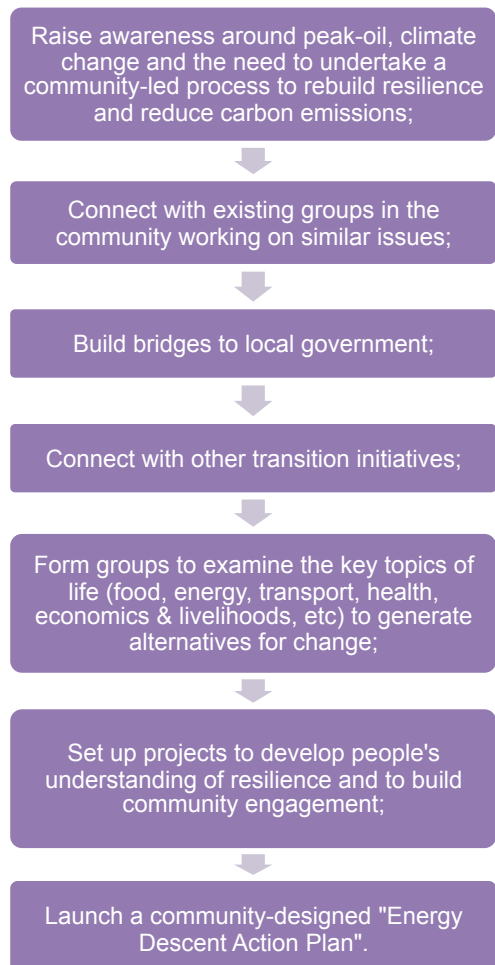 Raise awareness around peak-oil, climate
change and the need to undertake a
community-led process to rebuild resilience
and reduce carbon emissions;
Connect with existing groups in the
community working on similar issues;
Build bridges to local government;
Connect with other transition initiatives;
Form groups to examine the key topics of
life (food, energy, transport, health,
economics & livelihoods, etc) to generate
alternatives for change;
Set up projects to develop people's
understanding of resilience and to build
community engagement;
Launch a community-designed "Energy
Descent Action Plan".